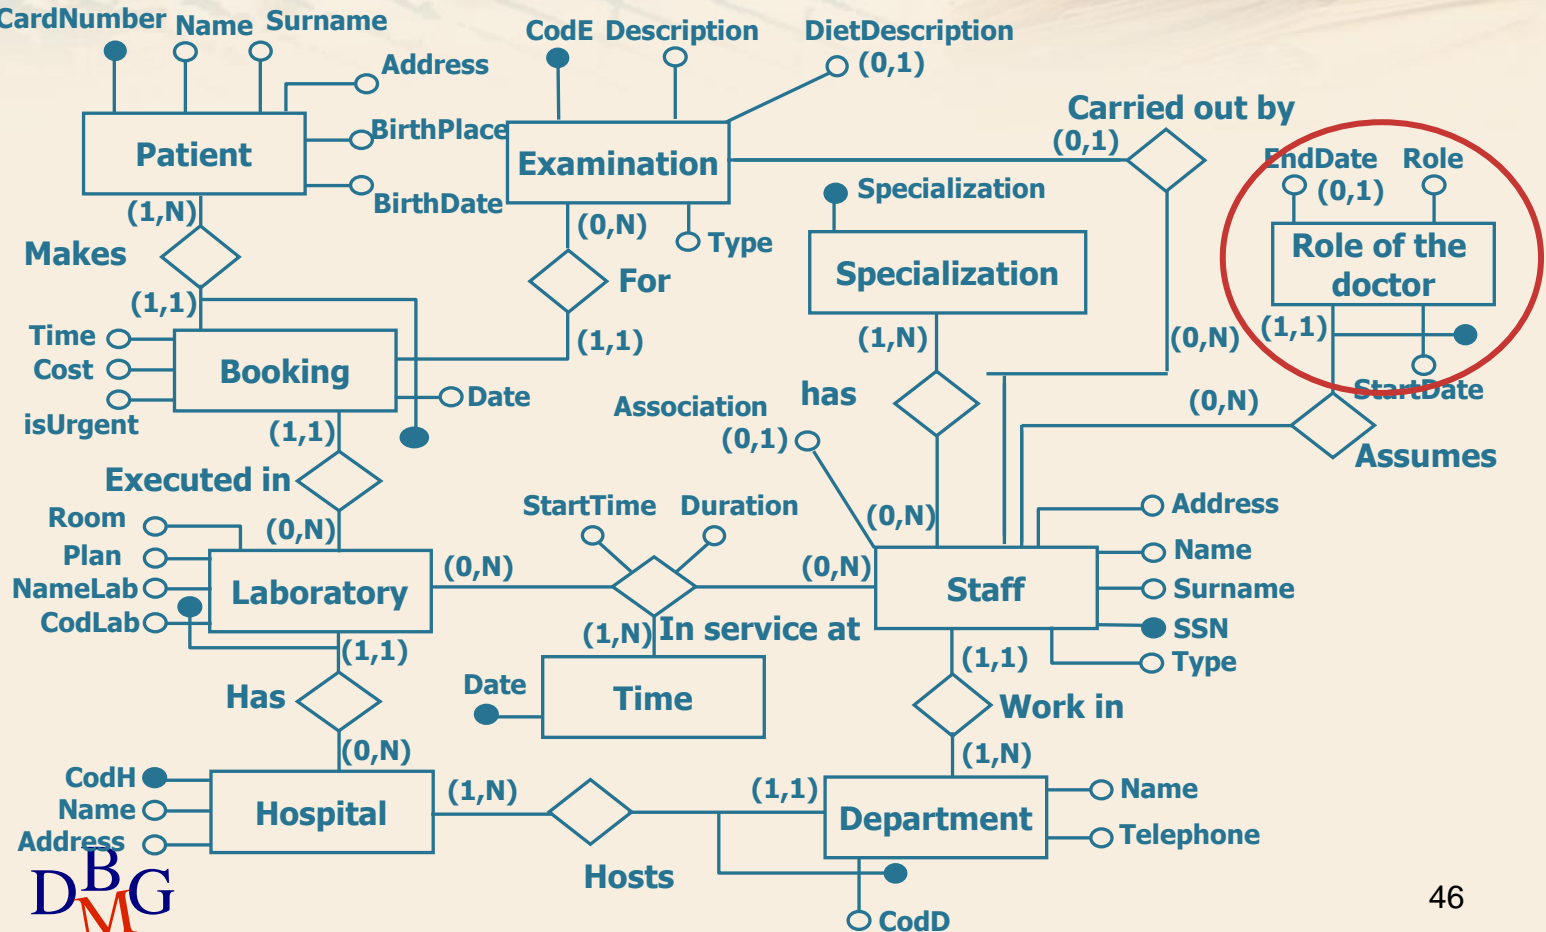 CardNumber Name Surname
CodE Description DietDescription
(0,1)
Address
Carried out by
(0,1)
BirthPlace
Patient
Examination
EndDate Role
(0,1)
Specialization
BirthDate
(1,N)
(0,N)
Type
Makes
For
Specialization
Role of the
doctor
(1,1)
(1,1)
(1,N)
(0,N)
(1,1)
Time
Cost
isUrgent
Booking
Date
StartDate
has
Association
(0,1)
(0,N)
Assumes
(1,1)
Executed in
Room
Plan
NameLab
CodLab
(0,N)
StartTime Duration
(0,N)
Address
Name
Surname
SSN
Type
Laboratory
(0,N)
(0,N)
Staff
(1,N)
In service at
(1,1)
(1,1)
Has
Date
Time
Work in
(0,N)
(1,N)
CodH
Name
Address
Hospital
(1,N)
(1,1)
Department
Name
Telephone
Hosts
CodD
DBMG
46